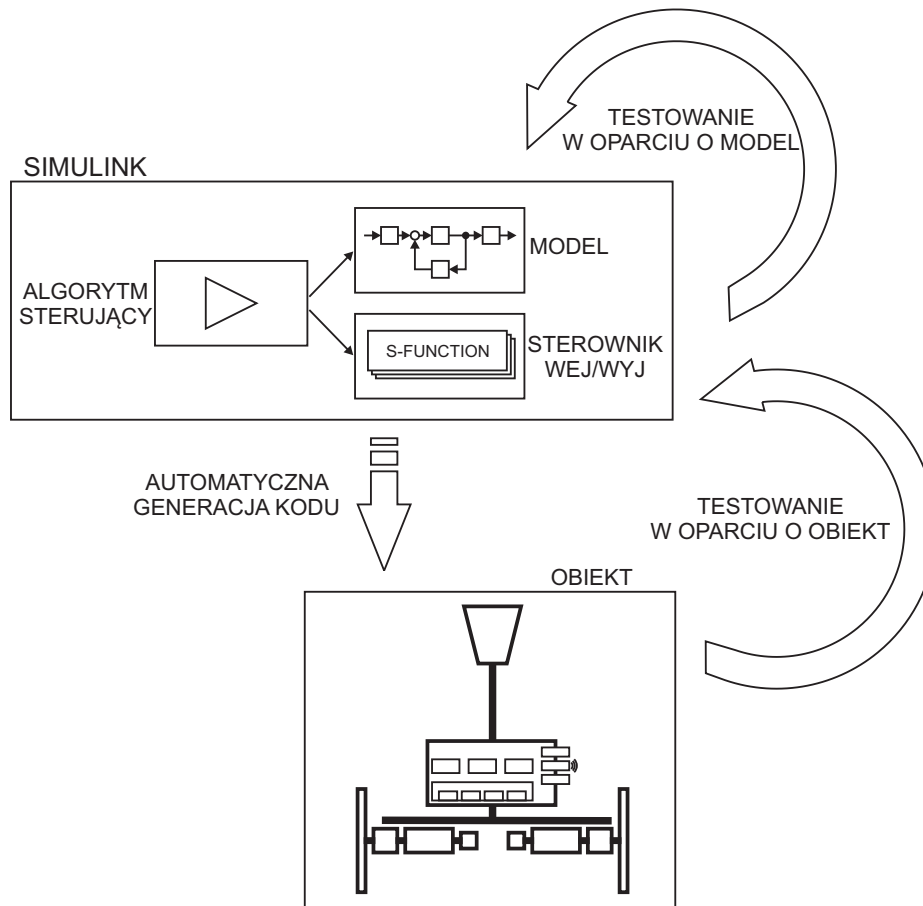 TESTOWANIE
W OPARCIU O MODEL
SIMULINK
MODEL
ALGORYTM
STERUJĄCY
S-FUNCTION
STEROWNIK
WEJ/WYJ
AUTOMATYCZNA
GENERACJA KODU
TESTOWANIE
W OPARCIU O OBIEKT
OBIEKT